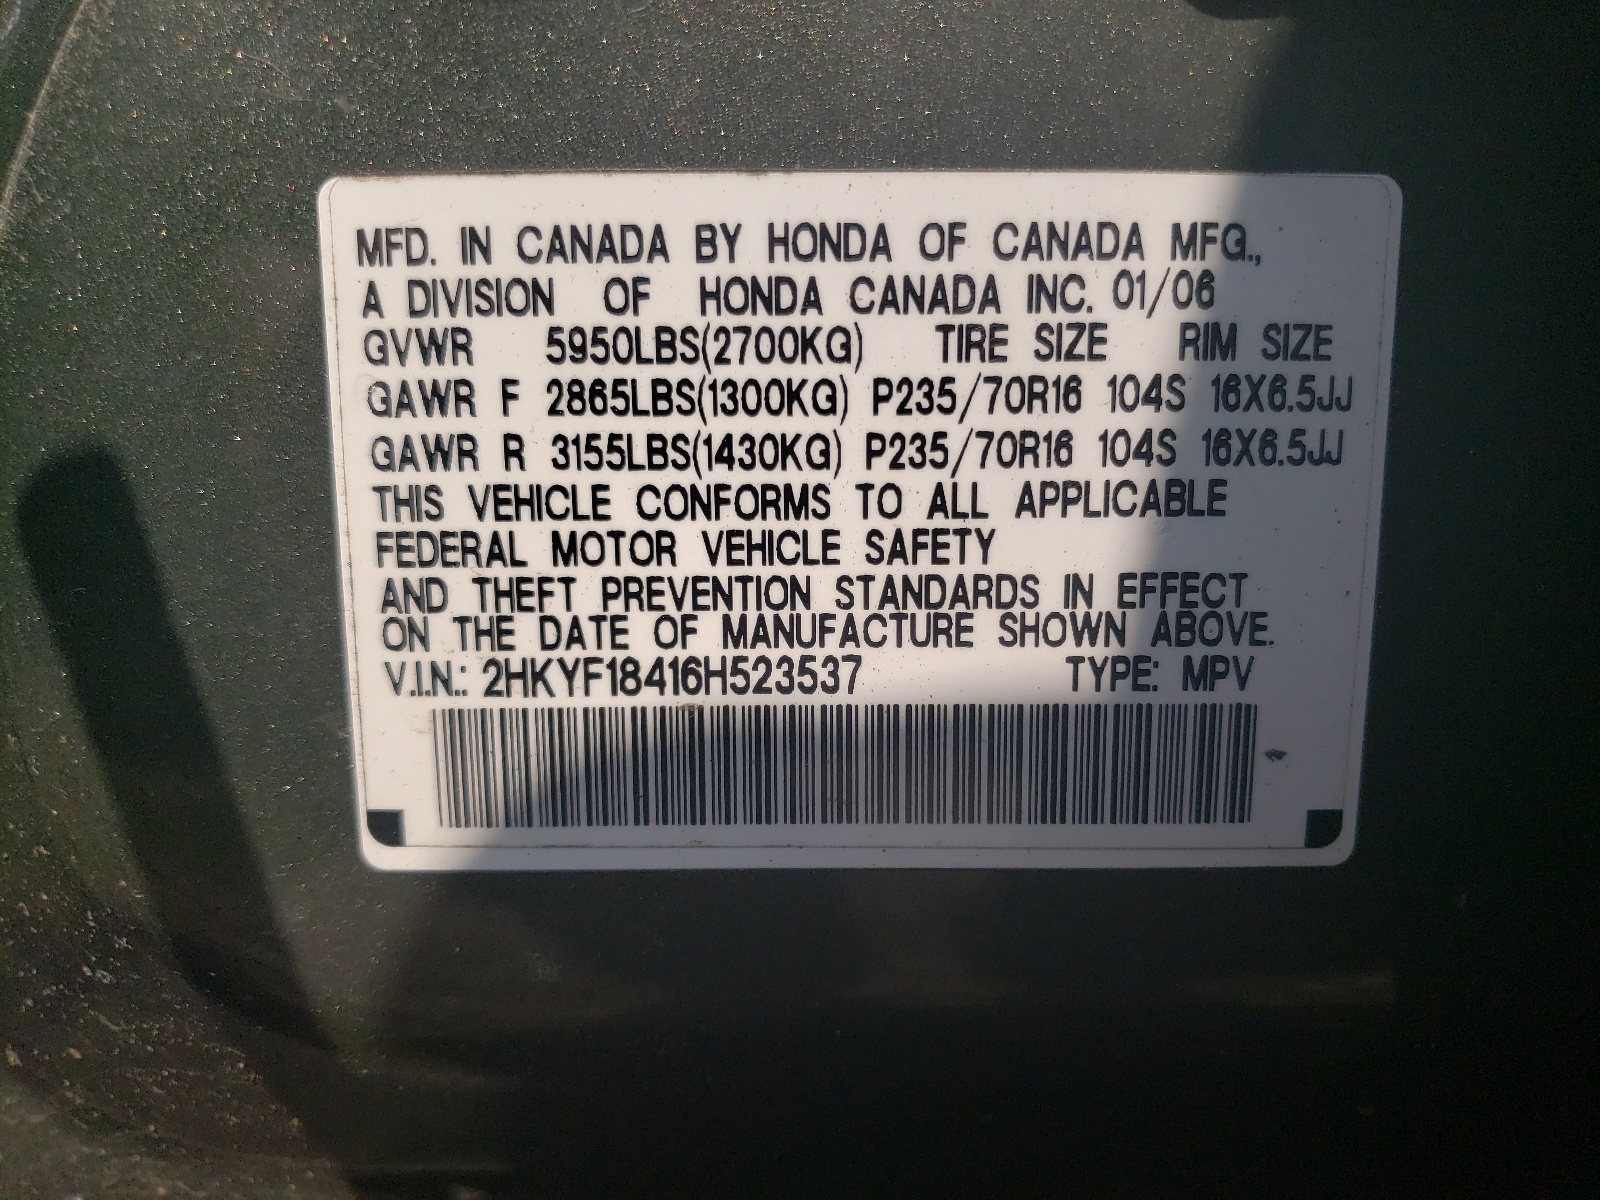 MFD. IN CANADA BY HONDA OF CANADA MFG.,
A DIVISION OF HONDA CANADA INC. 01/06
GVWR 5950LBS(2700KG) TIRE SIZE RIM SIZE
GAWR F 2865LBS(1300KG) P235/70R16 104S 16X6.5JJ
GAWR R 3155LBS(1430KG) P235/70R16 104S 16X6.5JJ
THIS VEHICLE CONFORMS TO ALL APPLICABLE
FEDERAL MOTOR VEHICLE SAFETY
AND THEFT PREVENTION STANDARDS IN EFFECT
ON THE DATE OF MANUFACTURE SHOWN ABOVE.
V.I.N.: 2HKYF18416H523537 TYPE: MPV